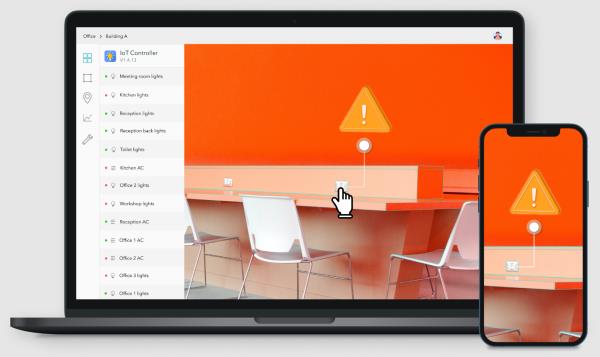 Office > Building A
IoT Controller
V1.4.13
Meeting room lights
Kitchen lights
Reception lights
Reception back lights
Toilet lights
Kitchen AC
Office 2 lights
Workshop lights
Reception AC
Office 1 AC
Office 2 AC
Office 3 lights
Office 1 lights
!
!